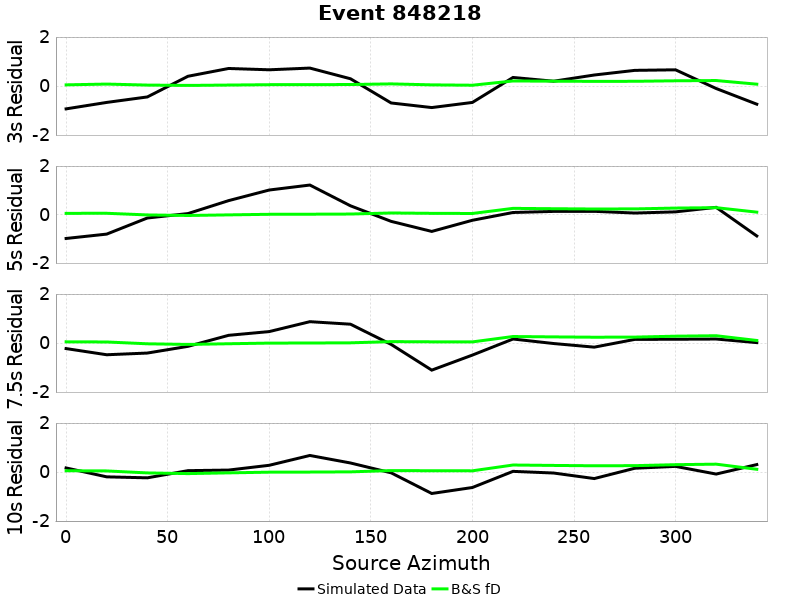 Event 848218
3s Residual
2
0
-2
5s Residual
2
0
-2
7.5s Residual
2
0
-2
10s Residual
2
0
-2
0 50 100 150 200 250 300
Source Azimuth
Simulated Data B&S fD